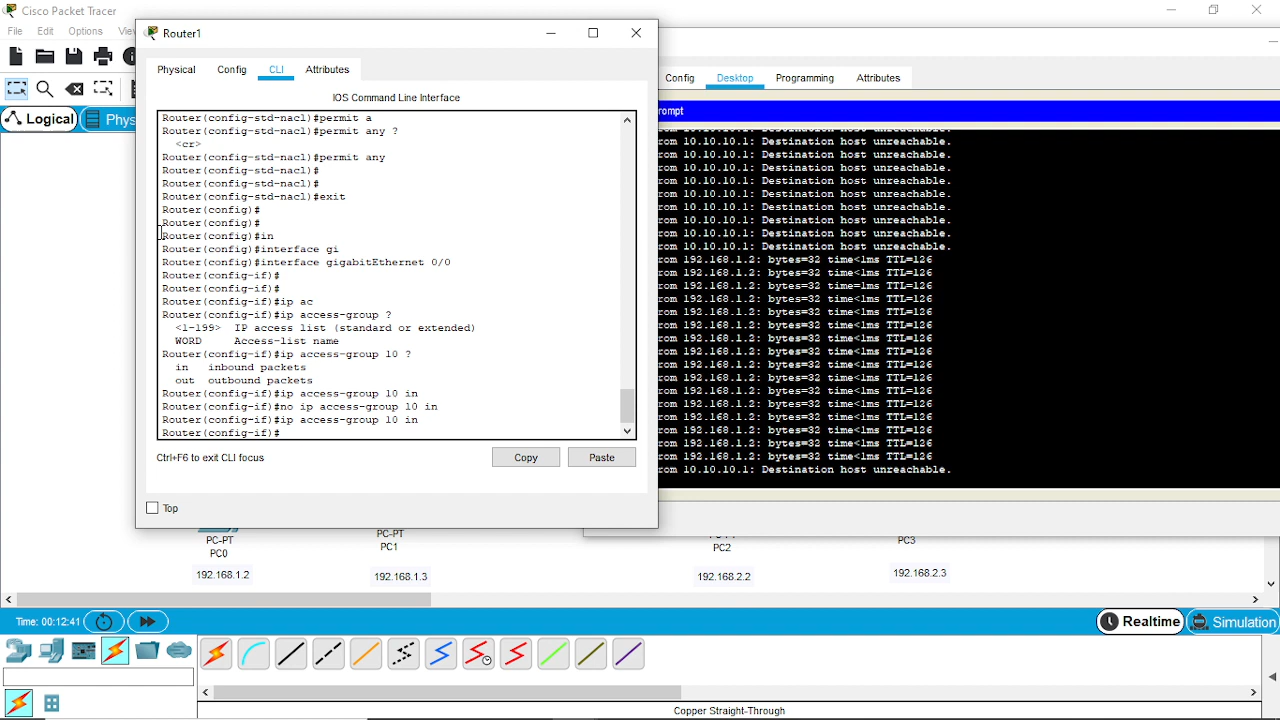 Cisco Packet Tracer
File Edit Options
Logical
Router1
Physical Config CLI Attributes
IOS Command Line Interface
Router(config-std-nacl)#permit a
Router(config-std-nacl)#permit any ?
<cr>
Router(config-std-nacl)#permit any
Router(config-std-nacl)#
Router(config-std-nacl)#
Router(config-std-nacl)#exit
Router(config)#
Router(config)#
Router(config)#in
Router(config)#interface gi
Router(config)#interface gigabitEthernet 0/0
Router(config-if)#
Router(config-if)#
Router(config-if)#ip ac
Router(config-if)#ip access-group ?
<1-199> IP access list (standard or extended)
WORD Access-list name
Router(config-if)#ip access-group 10 ?
in inbound packets
out outbound packets
Router(config-if)#ip access-group 10 in
Router(config-if)#no ip access-group 10 in
Router(config-if)#ip access-group 10 in
Router(config-if)#
Ctrl+F6 to exit CLI focus
Copy Paste
Top
Config Desktop Programming Attributes
rompt
rom 10.10.10.1: Destination host unreachable.
rom 10.10.10.1: Destination host unreachable.
rom 10.10.10.1: Destination host unreachable.
rom 10.10.10.1: Destination host unreachable.
rom 10.10.10.1: Destination host unreachable.
rom 10.10.10.1: Destination host unreachable.
rom 10.10.10.1: Destination host unreachable.
rom 10.10.10.1: Destination host unreachable.
rom 10.10.10.1: Destination host unreachable.
rom 10.10.10.1: Destination host unreachable.
rom 192.168.1.2: bytes=32 time<1ms TTL=126
rom 192.168.1.2: bytes=32 time<1ms TTL=126
rom 192.168.1.2: bytes=32 time=1ms TTL=126
rom 192.168.1.2: bytes=32 time<1ms TTL=126
rom 192.168.1.2: bytes=32 time<1ms TTL=126
rom 192.168.1.2: bytes=32 time<1ms TTL=126
rom 192.168.1.2: bytes=32 time<1ms TTL=126
rom 192.168.1.2: bytes=32 time<1ms TTL=126
rom 192.168.1.2: bytes=32 time<1ms TTL=126
rom 192.168.1.2: bytes=32 time<1ms TTL=126
rom 192.168.1.2: bytes=32 time<1ms TTL=126
rom 192.168.1.2: bytes=32 time<1ms TTL=126
rom 192.168.1.2: bytes=32 time<1ms TTL=126
rom 192.168.1.2: bytes=32 time<1ms TTL=126
rom 192.168.1.2: bytes=32 time<1ms TTL=126
rom 192.168.1.2: bytes=32 time<1ms TTL=126
rom 10.10.10.1: Destination host unreachable.
PC-PT
PC0
192.168.1.2
PC-PT
PC1
192.168.1.3
PC2
192.168.2.2
PC3
192.168.2.3
Time: 00:12:41
Realtime Simulation
Copper Straight-Through